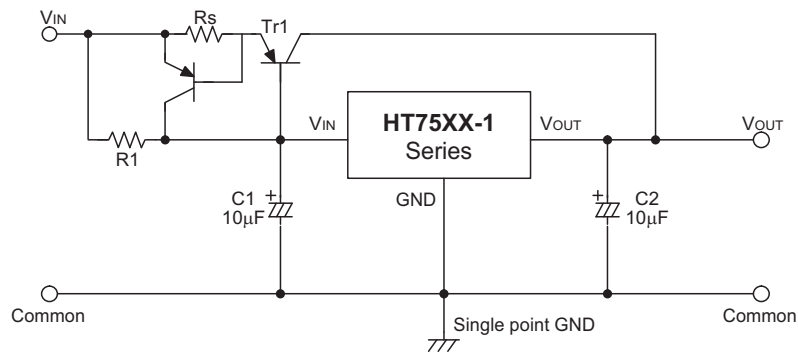 VIN
Rs
Tr1
R1
VIN
HT75XX-1
Series
VOUT
VOUT
GND
C1
10μF
+
C2
10μF
+
Common
Single point GND
Common